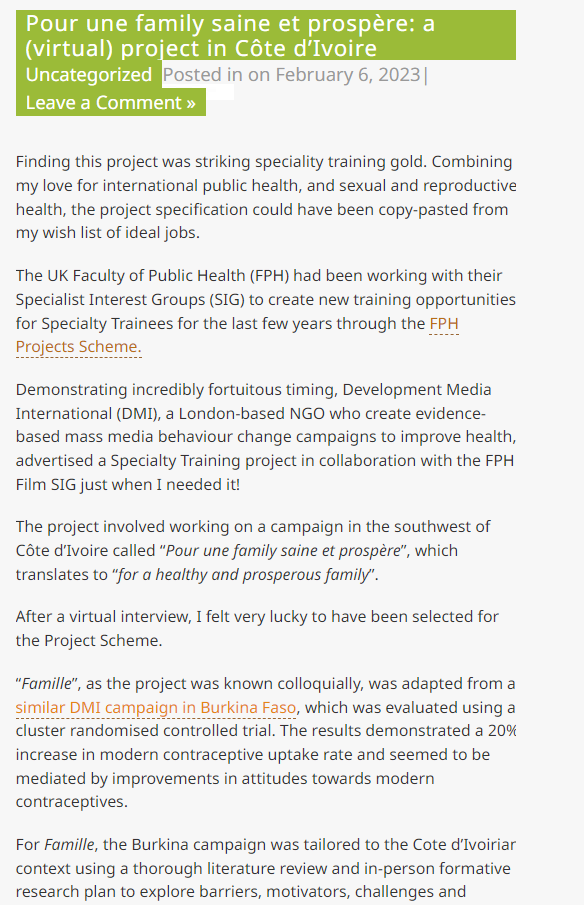 Pour une family saine et prospère: a
(virtual) project in Côte d’Ivoire
Uncategorized Posted in on February 6, 2023|
Leave a Comment »
Finding this project was striking speciality training gold. Combining
my love for international public health, and sexual and reproductive
health, the project specification could have been copy-pasted from
my wish list of ideal jobs.
The UK Faculty of Public Health (FPH) had been working with their
Specialist Interest Groups (SIG) to create new training opportunities
for Specialty Trainees for the last few years through the FPH
Projects Scheme.
Demonstrating incredibly fortuitous timing, Development Media
International (DMI), a London-based NGO who create evidence-
based mass media behaviour change campaigns to improve health,
advertised a Specialty Training project in collaboration with the FPH
Film SIG just when I needed it!
The project involved working on a campaign in the southwest of
Côte d’Ivoire called “Pour une family saine et prospère”, which
translates to “for a healthy and prosperous family”.
After a virtual interview, I felt very lucky to have been selected for
the Project Scheme.
“Famille”, as the project was known colloquially, was adapted from a
similar DMI campaign in Burkina Faso, which was evaluated using a
cluster randomised controlled trial. The results demonstrated a 20%
increase in modern contraceptive uptake rate and seemed to be
mediated by improvements in attitudes towards modern
contraceptives.
For Famille, the Burkina campaign was tailored to the Cote d’Ivoirian
context using a thorough literature review and in-person formative
research plan to explore barriers, motivators, challenges and